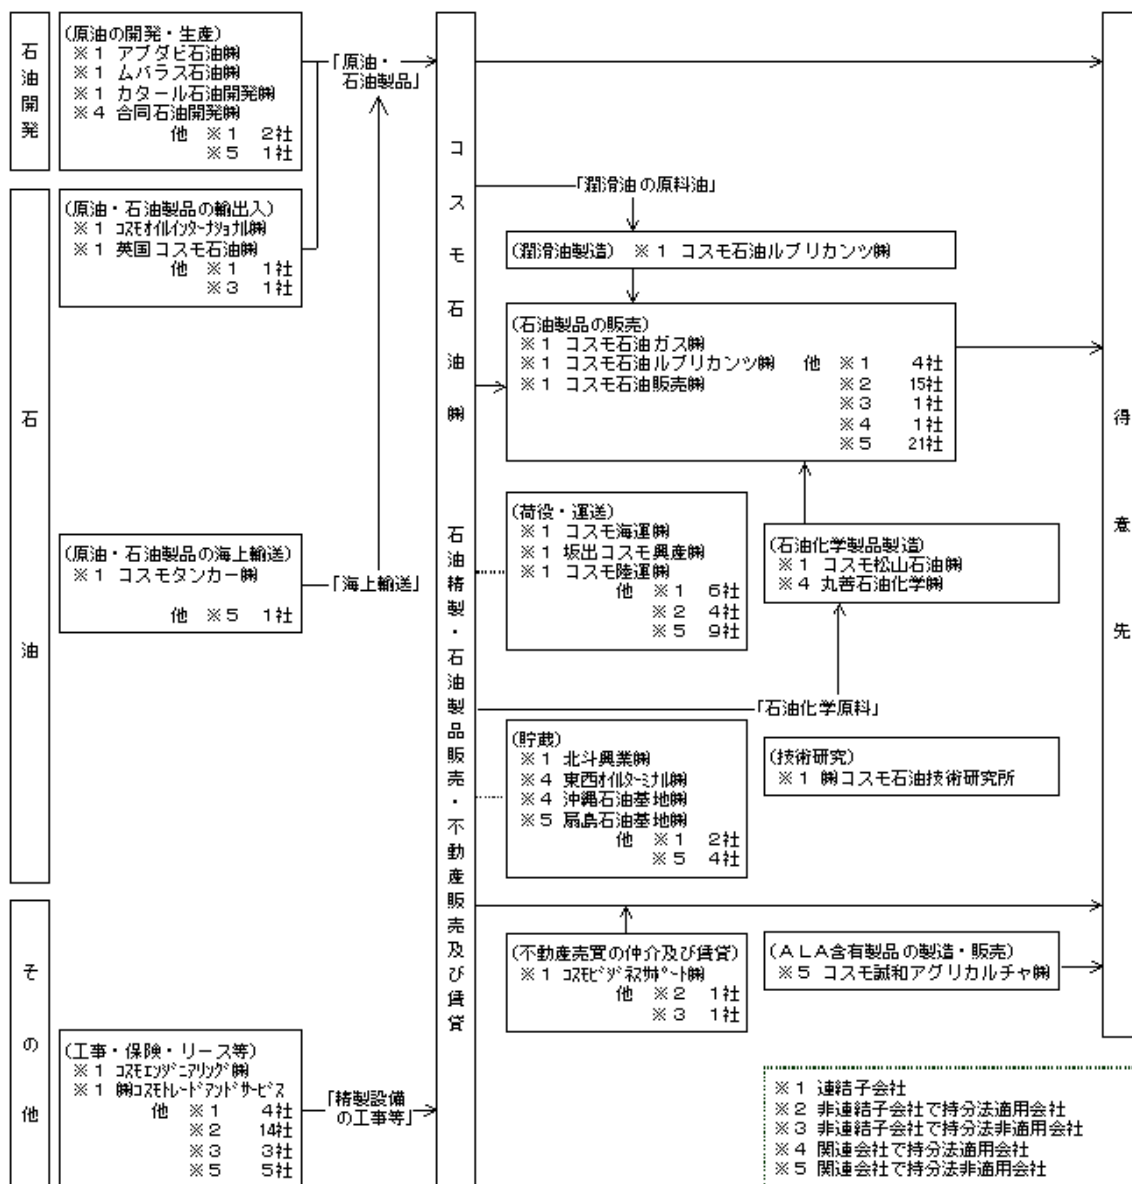 石油開発
(原油の開発・生産)
※1 アブダビ石油㈱
※1 ムバラス石油㈱
※1 カタール石油開発㈱
※4 合同石油開発㈱
他 ※1 2社
※5 1社
「原油・
石油製品」
石油
(原油・石油製品の輸出入)
※1 コスモオイルインターナショナル㈱
※1 英国コスモ石油㈱
他 ※1 1社
※3 1社
(原油・石油製品の海上輸送)
※1 コスモタンカー㈱
他 ※5 1社
「海上輸送」
その他
(工事・保険・リース等)
※1 コスモエンジニアリング㈱
※1 ㈱コスモトレードアンドサービス
他 ※1 4社
※2 14社
※3 3社
※5 5社
「精製設備
の工事等」
コスモ石油㈱
石油精製・石油製品販売・不動産販売及び賃貸
「潤滑油の原料油」
(潤滑油製造) ※1 コスモ石油ルブリカンツ㈱
(石油製品の販売)
※1 コスモ石油ガス㈱
※1 コスモ石油ルブリカンツ㈱ 他 ※1 4社
※1 コスモ石油販売㈱ ※2 15社
※3 1社
※4 1社
※5 21社
(荷役・運送)
※1 コスモ海運㈱
※1 坂出コスモ興産㈱
※1 コスモ陸運㈱
他 ※1 6社
※2 4社
※5 9社
(石油化学製品製造)
※1 コスモ松山石油㈱
※4 丸善石油化学㈱
「石油化学原料」
(貯蔵)
※1 北斗興業㈱
※4 東西オイルターミナル㈱
※4 沖縄石油基地㈱
※5 扇島石油基地㈱
他 ※1 2社
※5 4社
(技術研究)
※1 ㈱コスモ石油技術研究所
(不動産売買の仲介及び賃貸)
※1 コスモビジネスサポート㈱
他 ※2 1社
※3 1社
(ALA含有製品の製造・販売)
※5 コスモ誠和アグリカルチャ㈱
得意先
※1 連結子会社
※2 非連結子会社で持分法適用会社
※3 非連結子会社で持分法非適用会社
※4 関連会社で持分法適用会社
※5 関連会社で持分法非適用会社